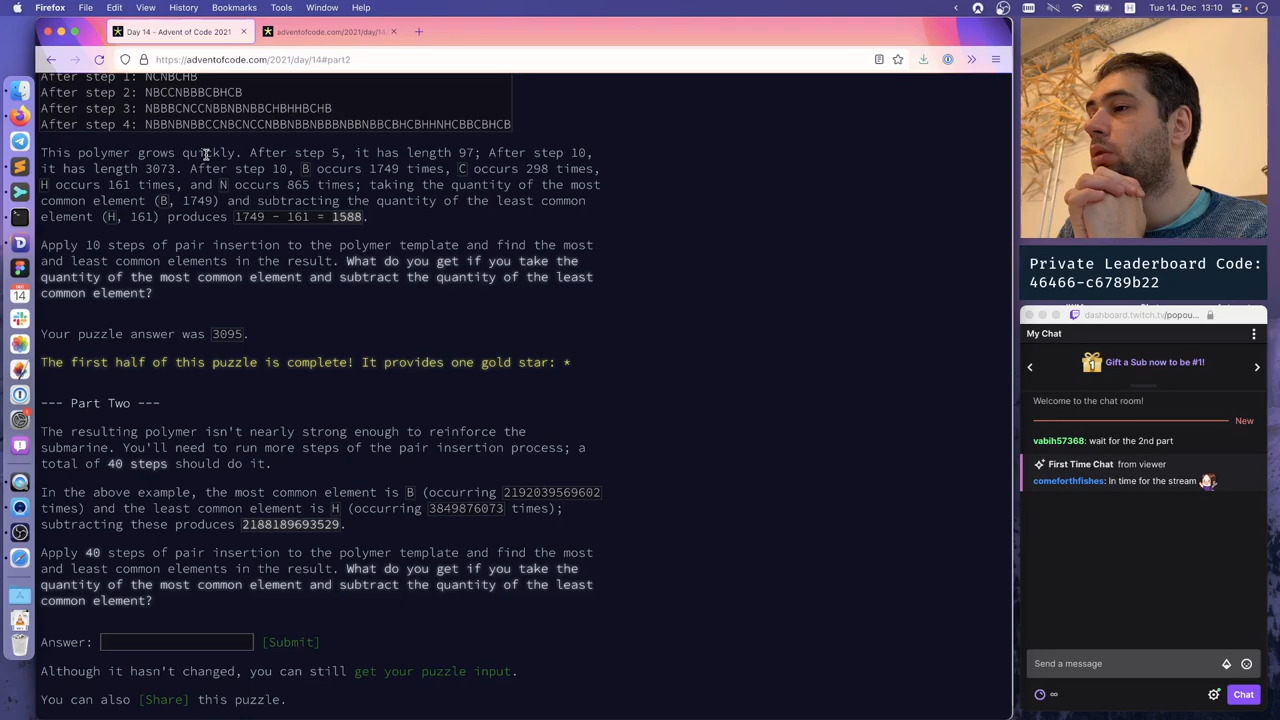 Firefox File Edit View History Bookmarks Tools Window Help
Tue 14. Dec 13:10
Day 14 - Advent of Code 2021
adventofcode.com/2021/day/14
https://adventofcode.com/2021/day/14#part2
After step 1: NCNBCHB
After step 2: NBCCNBBBCBHCB
After step 3: NBBBCNCCNBBNBNBBCHBHHBCHB
After step 4: NBBNBNBBCCNBCNCCNBBNBBNBBBNBBNBBCBHCBHHNHCBBCBHCB
This polymer grows quickly. After step 5, it has length 97; After step 10,
it has length 3073. After step 10, B occurs 1749 times, C occurs 298 times,
H occurs 161 times, and N occurs 865 times; taking the quantity of the most
common element (B, 1749) and subtracting the quantity of the least common
element (H, 161) produces 1749 - 161 = 1588.
Apply 10 steps of pair insertion to the polymer template and find the most
and least common elements in the result. What do you get if you take the
quantity of the most common element and subtract the quantity of the least
common element?
Your puzzle answer was 3095.
The first half of this puzzle is complete! It provides one gold star: *
--- Part Two ---
The resulting polymer isn't nearly strong enough to reinforce the
submarine. You'll need to run more steps of the pair insertion process; a
total of 40 steps should do it.
In the above example, the most common element is B (occurring 2192039569602
times) and the least common element is H (occurring 3849876073 times);
subtracting these produces 2188189693529.
Apply 40 steps of pair insertion to the polymer template and find the most
and least common elements in the result. What do you get if you take the
quantity of the most common element and subtract the quantity of the least
common element?
Answer: [Submit]
Although it hasn't changed, you can still get your puzzle input.
You can also [Share] this puzzle.
Private Leaderboard Code:
46466-c6789b22
dashboard.twitch.tv/popou...
My Chat
Gift a Sub now to be #1!
Welcome to the chat room!
New
vabih57368: wait for the 2nd part
First Time Chat from viewer
comeforthfishes: In time for the stream
Send a message
Chat